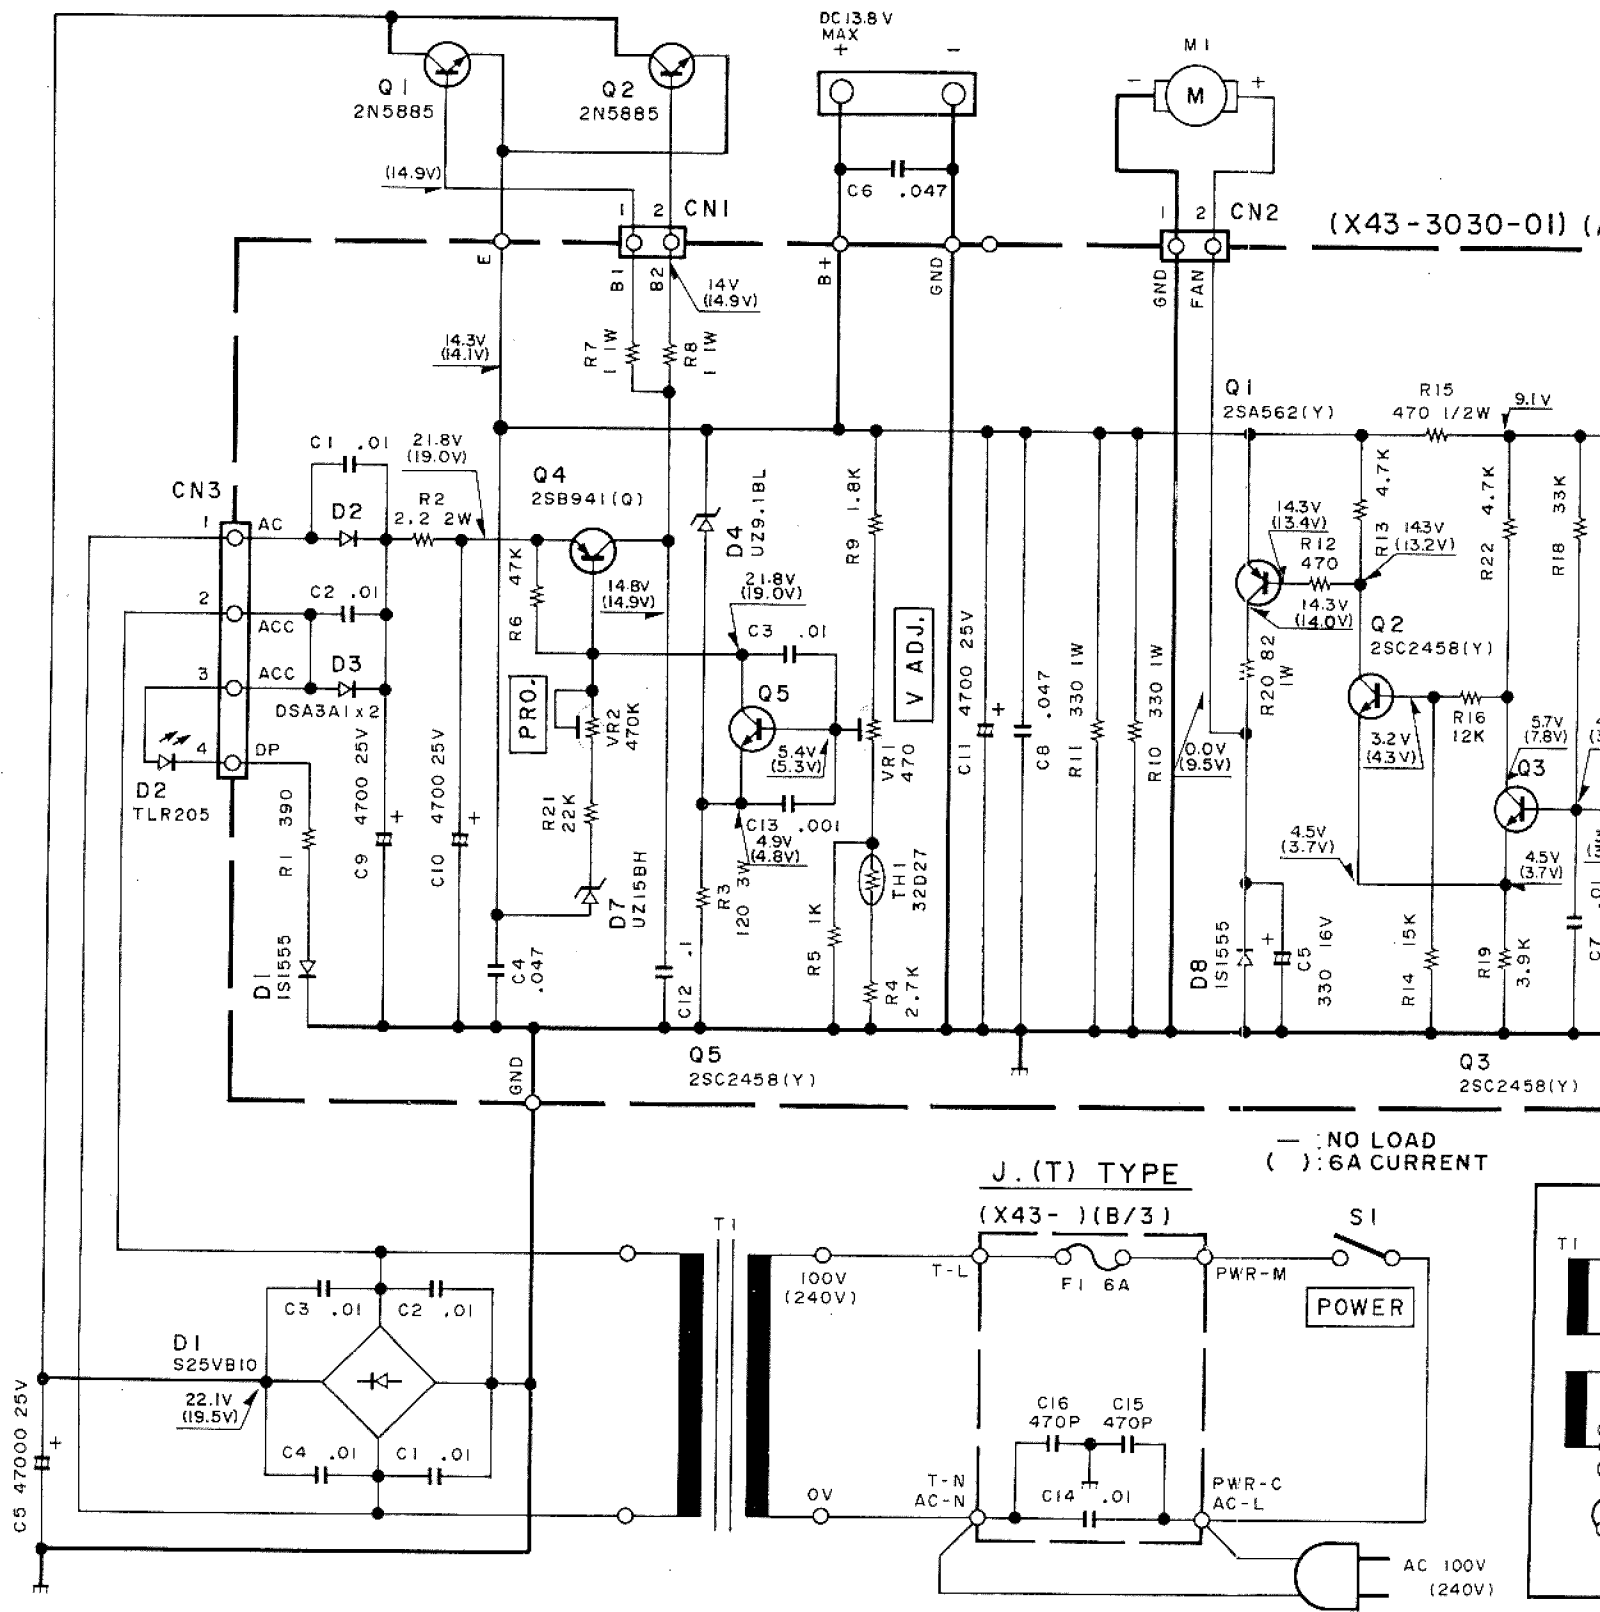 DC 13.8V
MAX
+
-
M1
-
M
+
Q1
2N5885
Q2
2N5885
(14.9V)
C6 .047
1
2
CN1
1
2
CN2
(X43-3030-01)
E
B1
B2
B+
GND
GND
FAN
14V
(14.9V)
14.3V
(14.1V)
R7
1 1W
R8
1 1W
Q1
2SA562(Y)
R15
470 1/2W
9.1V
C1 .01
21.8V
(19.0V)
Q4
2SB941(Q)
CN3
1
AC
D2
R2
2.2 2W
R6 47K
D4
UZ9.1BL
R9 1.8K
14.3V
(13.4V)
R12
470
R13 4.7K
14.3V
(13.2V)
R22 4.7K
R18 33K
2
ACC
C2 .01
14.8V
(14.9V)
21.8V
(19.0V)
C3 .01
14.3V
(14.0V)
Q2
2SC2458(Y)
3
ACC
D3
DSA3A1x2
PRO.
VR2
470K
Q5
V ADJ.
C11 4700 25V
+
C8 .047
R11 330 1W
R10 330 1W
R20 82
1W
R16
12K
3.2V
(4.3V)
5.7V
(7.8V)
Q3
4
DP
D2
TLR205
5.4V
(5.3V)
VR1
470
0.0V
(9.5V)
R1 390
C9 4700 25V
+
C10 4700 25V
+
R21
22K
C13 .001
4.9V
(4.8V)
4.5V
(3.7V)
4.5V
(3.7V)
D7
UZ15BH
R3
120 3W
TH1
32D27
R5 1K
R4
2.7K
D1
1S1555
C4
.047
C12 .1
D8
1S1555
+
C5
330 16V
R14 15K
R19
3.9K
C7
GND
Q5
2SC2458(Y)
Q3
2SC2458(Y)
— : NO LOAD
( ) : 6A CURRENT
J.(T) TYPE
(X43- )(B/3)
S1
T1
T1
100V
(240V)
T-L
F1 6A
PWR-M
POWER
C3 .01
C2 .01
D1
S25VB10
22.1V
(19.5V)
C5 47000 25V
+
C4 .01
C1 .01
C16
470P
C15
470P
0V
T-N
AC-N
C14 .01
PWR-C
AC-L
AC 100V
(240V)